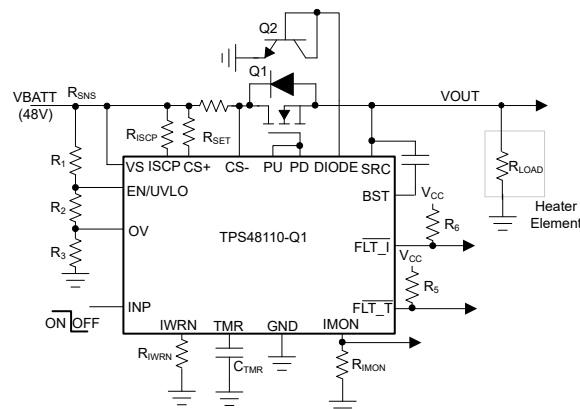 Q2
Q1
VBATT
(48V)
RSNS
VOUT
RISCP
RSET
R1
R2
R3
VS
ISCP
CS+
CS-
PU
PD
DIODE
SRC
EN/UVLO
BST
OV
TPS48110-Q1
VCC
R6
FLT_I
VCC
R5
FLT_T
RLOAD
Heater
Element
INP
ON
OFF
IWRN
TMR
GND
IMON
RIWRN
CTMR
RIMON